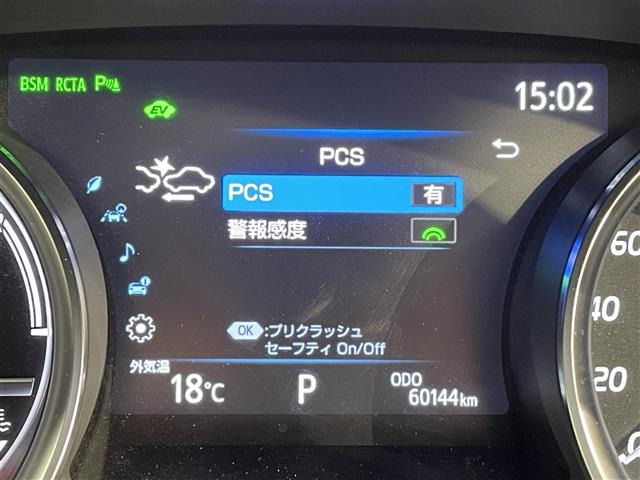 BSM RCTA P
EV
15:02
PCS
PCS 有
警報感度
OK :プリクラッシュ
セーフティ On/Off
外気温
18℃
P
ODO
60144km
60
40
20